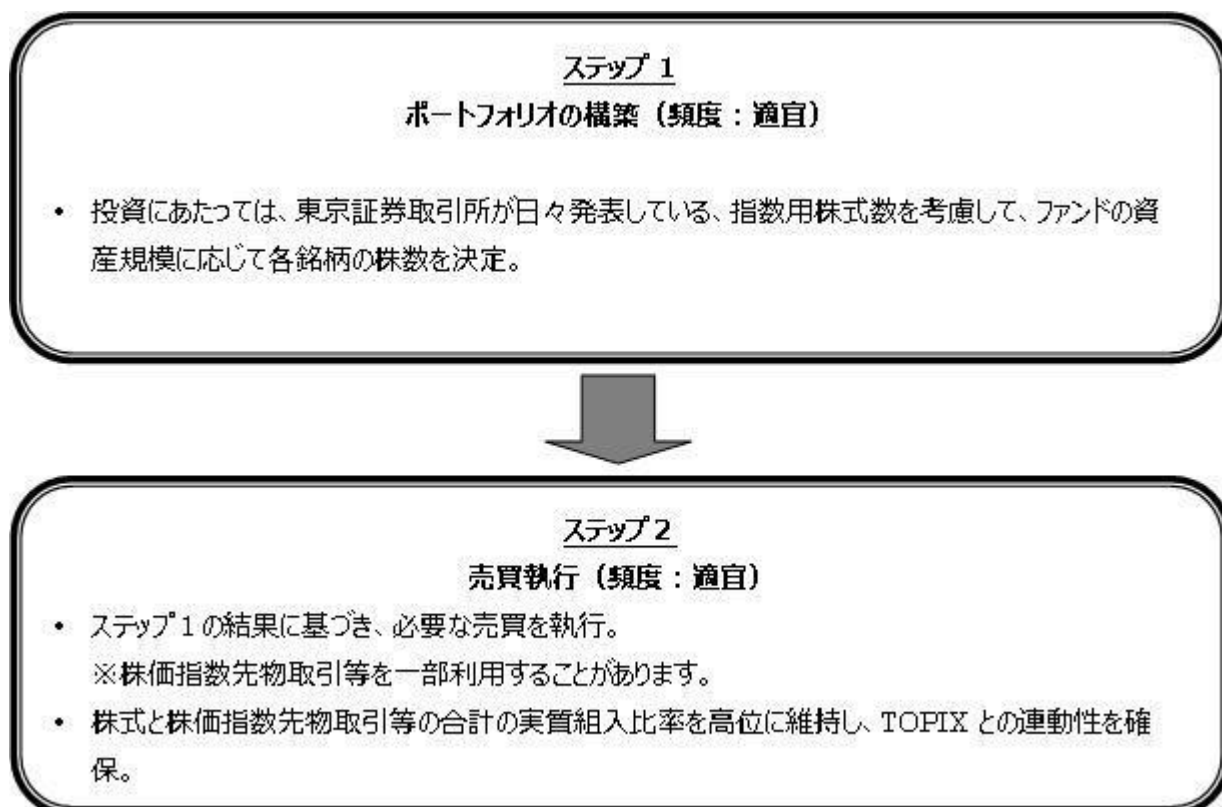 ステップ 1
ポートフォリオの構築（頻度：適宜）
• 投資にあたっては、東京証券取引所が日々発表している、指数用株式数を考慮して、ファンドの資
産規模に応じて各銘柄の株数を決定。
ステップ 2
売買執行（頻度：適宜）
• ステップ 1 の結果に基づき、必要な売買を執行。
※株価指数先物取引等を一部利用することがあります。
• 株式と株価指数先物取引等の合計の実質組入比率を高位に維持し、TOPIX との連動性を確
保。